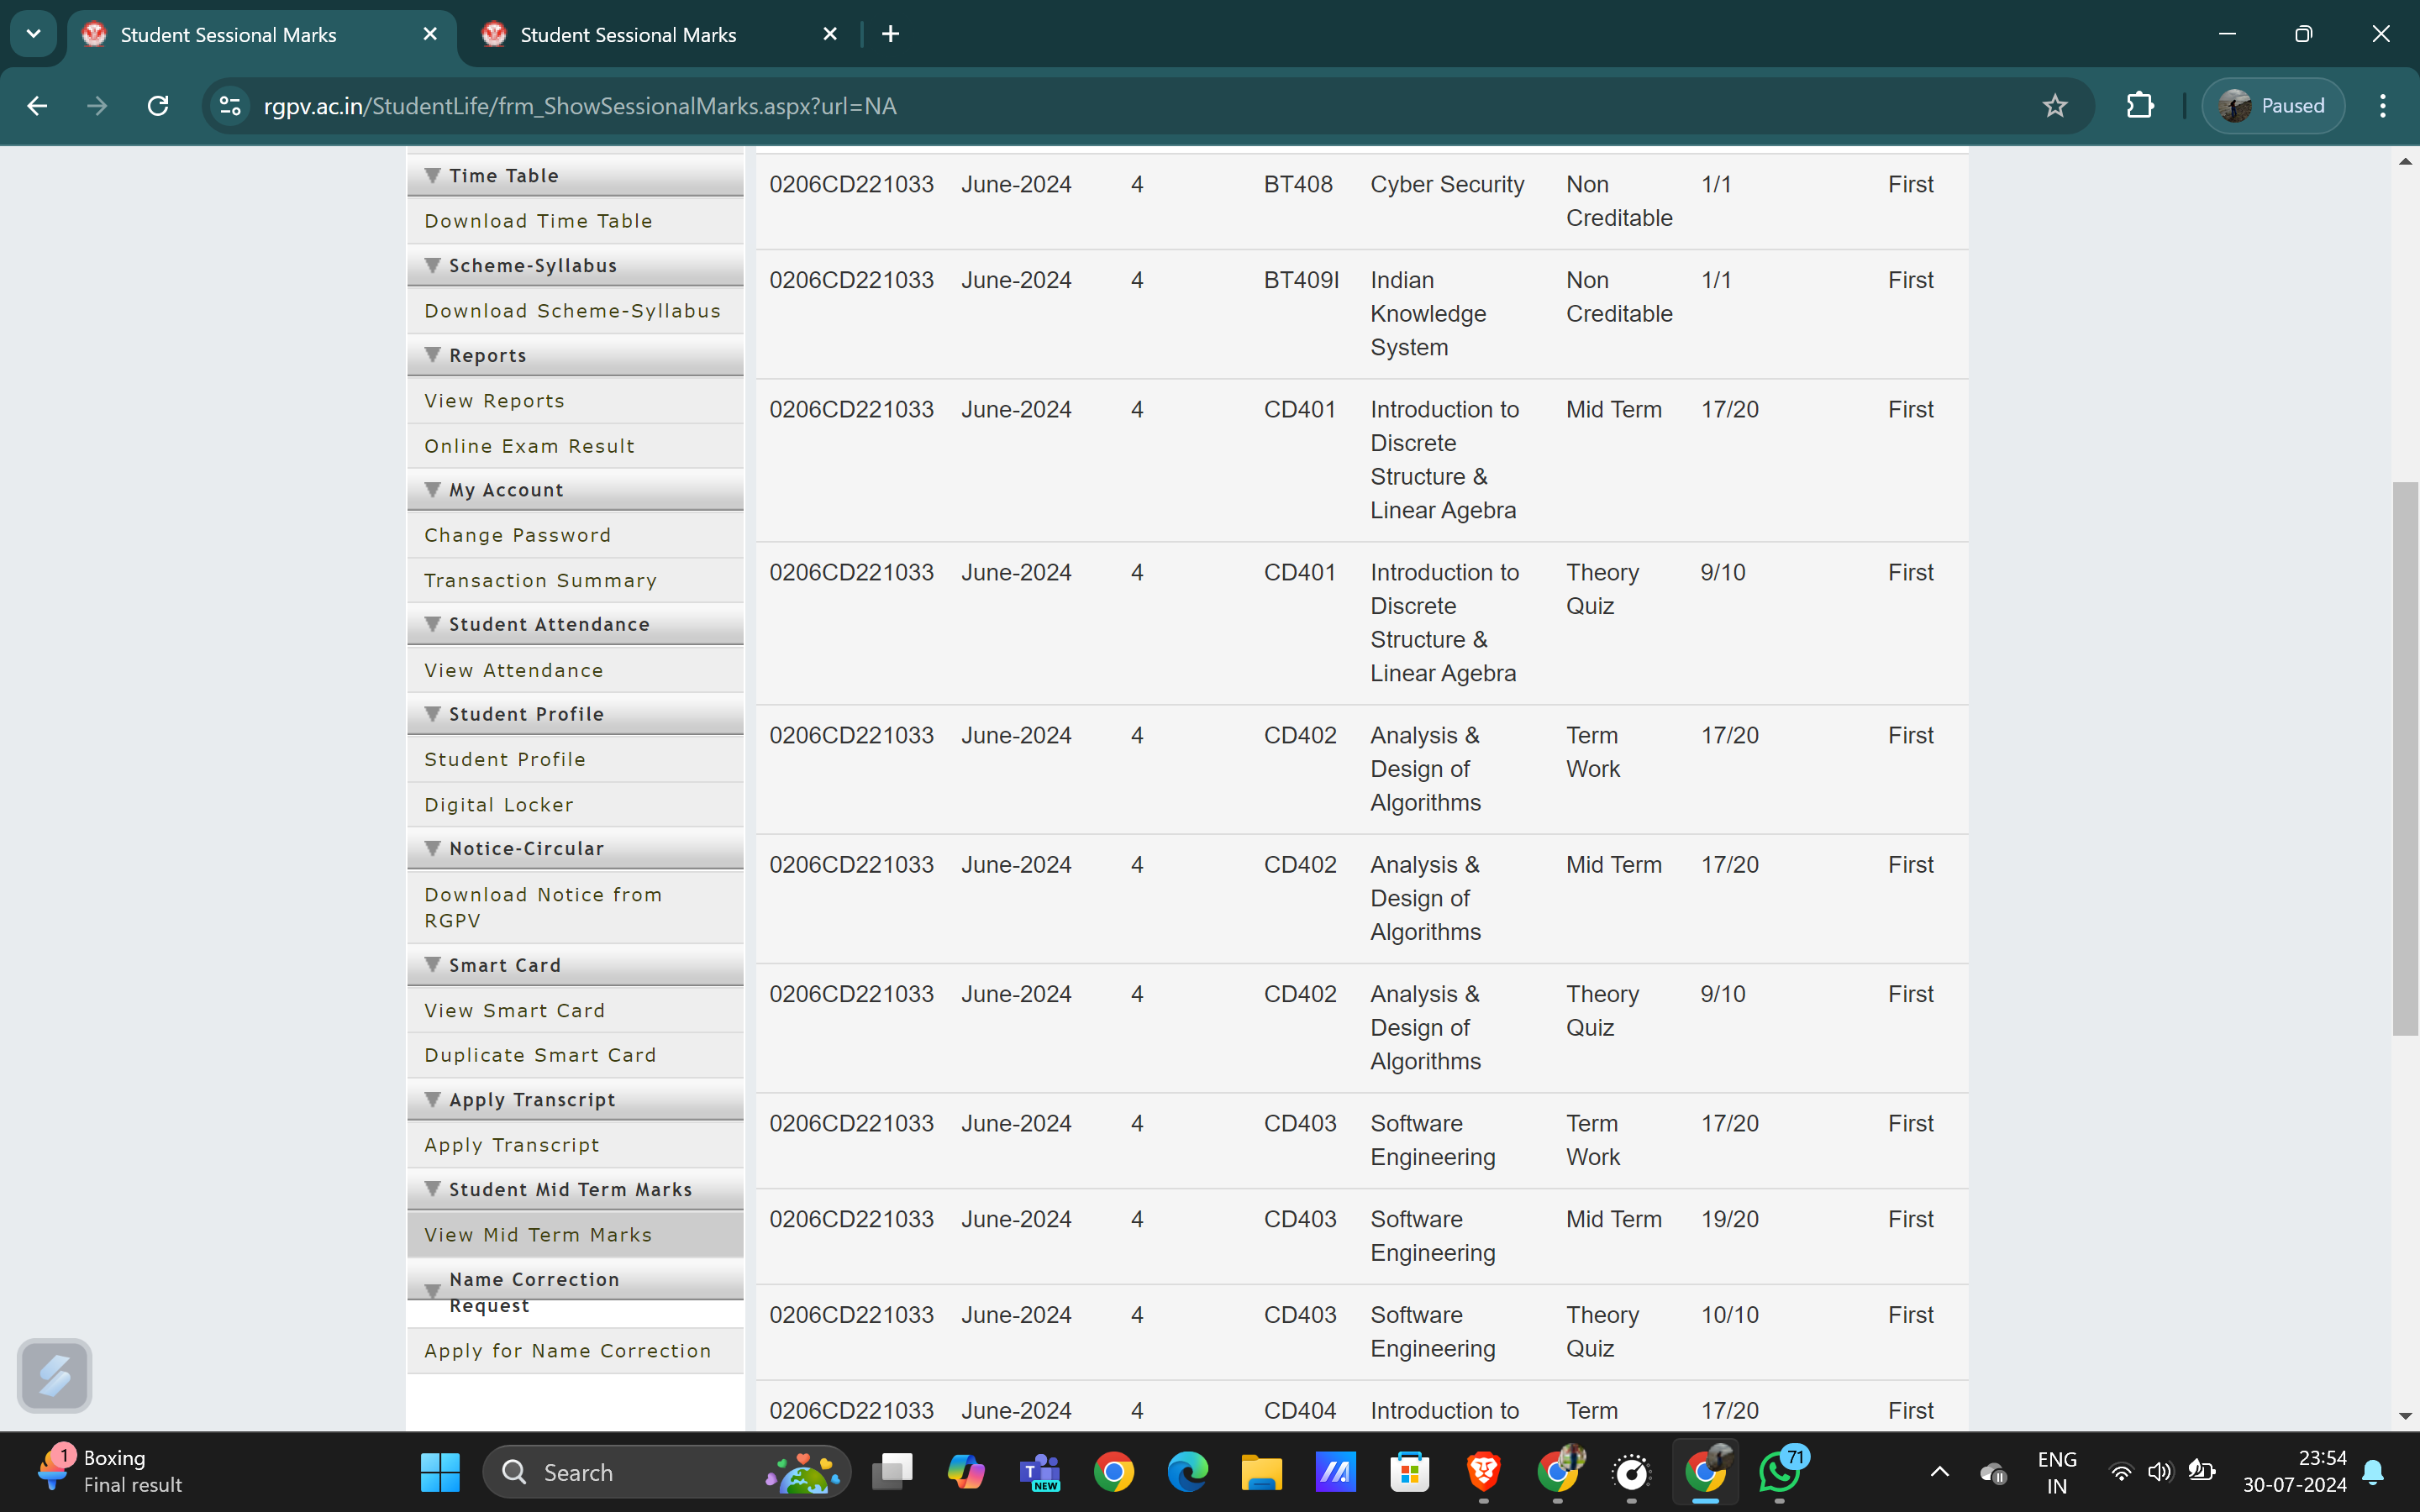 Student Sessional Marks
Student Sessional Marks
rgpv.ac.in/StudentLife/frm_ShowSessionalMarks.aspx?url=NA
Paused
Time Table
Download Time Table
Scheme-Syllabus
Download Scheme-Syllabus
Reports
View Reports
Online Exam Result
My Account
Change Password
Transaction Summary
Student Attendance
View Attendance
Student Profile
Student Profile
Digital Locker
Notice-Circular
Download Notice from
RGPV
Smart Card
View Smart Card
Duplicate Smart Card
Apply Transcript
Apply Transcript
Student Mid Term Marks
View Mid Term Marks
Name Correction
Request
Apply for Name Correction
0206CD221033 June-2024 4 BT408 Cyber Security Non 1/1 First
Creditable
0206CD221033 June-2024 4 BT409I Indian Non 1/1 First
Knowledge Creditable
System
0206CD221033 June-2024 4 CD401 Introduction to Mid Term 17/20 First
Discrete
Structure &
Linear Agebra
0206CD221033 June-2024 4 CD401 Introduction to Theory 9/10 First
Discrete Quiz
Structure &
Linear Agebra
0206CD221033 June-2024 4 CD402 Analysis & Term 17/20 First
Design of Work
Algorithms
0206CD221033 June-2024 4 CD402 Analysis & Mid Term 17/20 First
Design of
Algorithms
0206CD221033 June-2024 4 CD402 Analysis & Theory 9/10 First
Design of Quiz
Algorithms
0206CD221033 June-2024 4 CD403 Software Term 17/20 First
Engineering Work
0206CD221033 June-2024 4 CD403 Software Mid Term 19/20 First
Engineering
0206CD221033 June-2024 4 CD403 Software Theory 10/10 First
Engineering Quiz
0206CD221033 June-2024 4 CD404 Introduction to Term 17/20 First
1
Boxing
Final result
Search
T
NEW
71
ENG
IN
23:54
30-07-2024